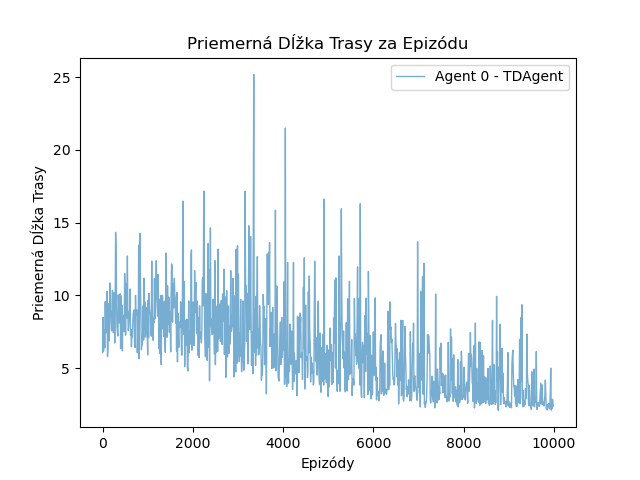 Priemerná Dĺžka Trasy za Epizódu
Agent 0 - TDAgent
Priemerná Dĺžka Trasy
25
20
15
10
5
0 2000 4000 6000 8000 10000
Epizódy